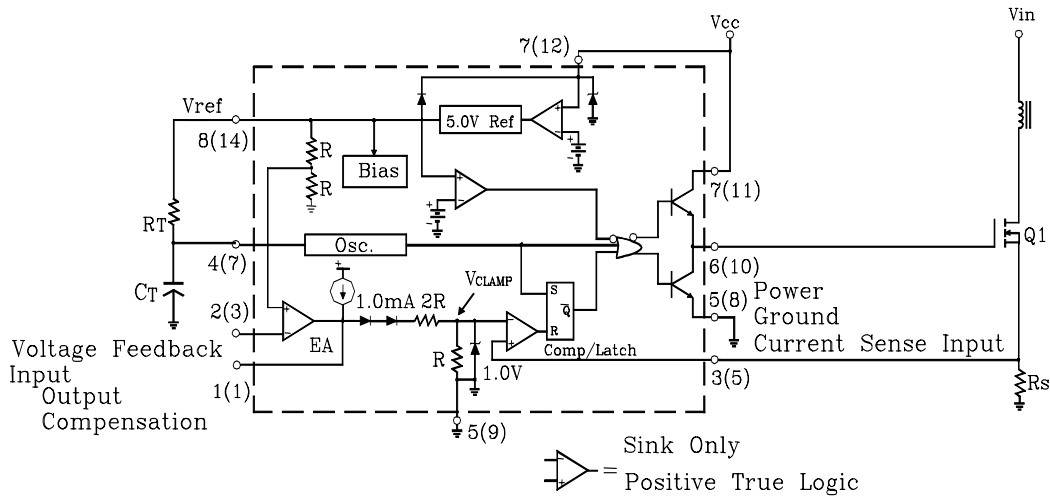 Vcc
Vin
7(12)
Vref
8(14)
5.0V Ref
+
−
+
−
R
R
Bias
+
−
+
−
7(11)
RT
Osc.
4(7)
Q1
6(10)
+
CT
VCLAMP
S
Q
R
5(8)
Power
Ground
Current Sense Input
1.0mA 2R
2(3)
+
−
EA
−
+
Comp/Latch
Voltage Feedback
Input
R
1.0V
3(5)
Rs
1(1)
Output
Compensation
5(9)
−
+
=
Sink Only
Positive True Logic